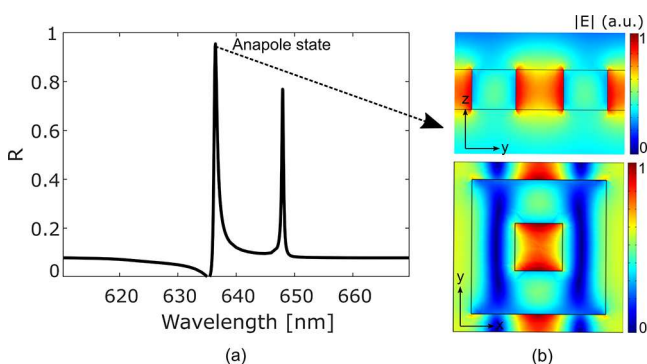 |E| (a.u.)
1
Anapole state
1
0.8
0.6
0.4
0.2
0
R
620
630
640
650
660
Wavelength [nm]
(a)
z
y
0
1
y
x
0
(b)